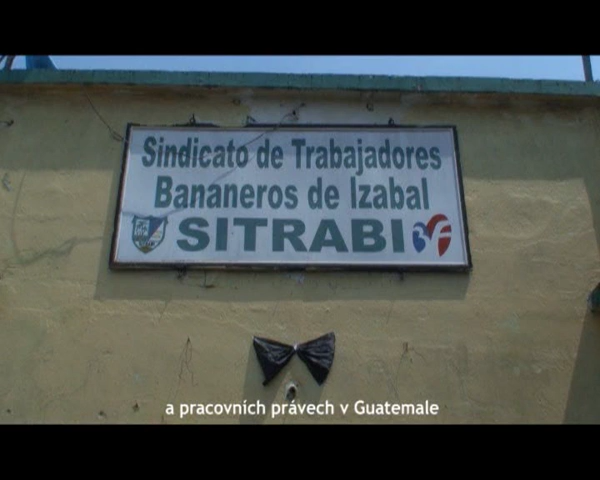 Sindicato de Trabajadores
Bananeros de Izabal
SITRABI
a pracovních právech v Guatemale